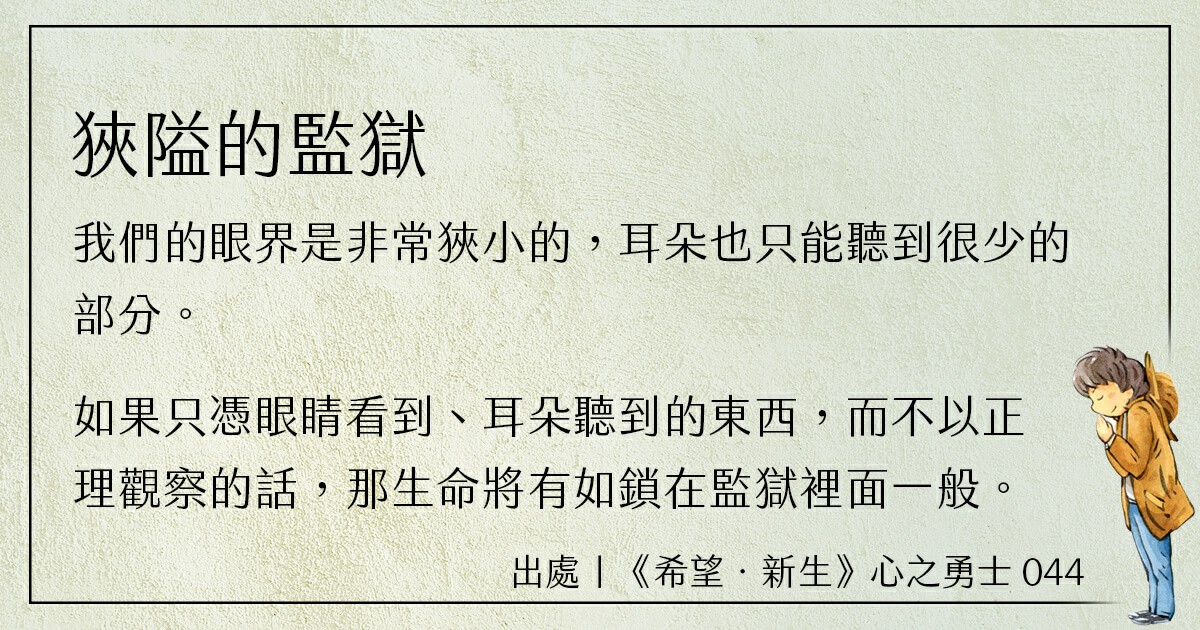 狹隘的監獄
我們的眼界是非常狹小的，耳朵也只能聽到很少的
部分。
如果只憑眼睛看到、耳朵聽到的東西，而不以正
理觀察的話，那生命將有如鎖在監獄裡面一般。
出處｜《希望．新生》心之勇士 044